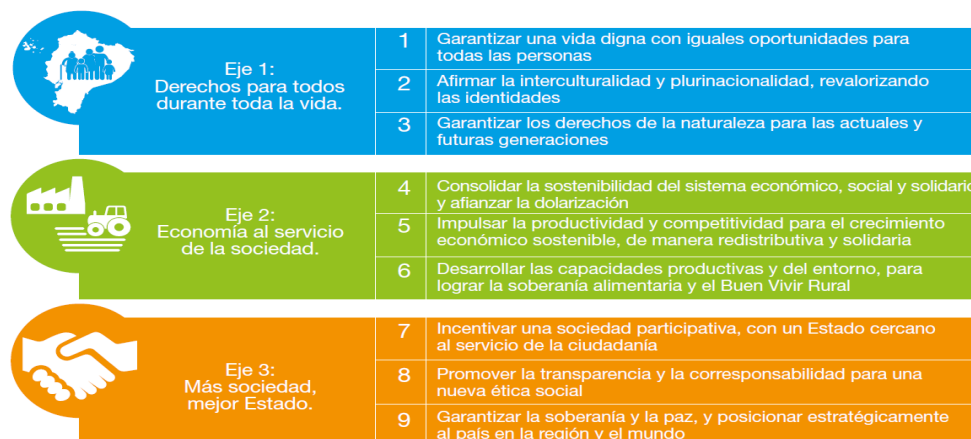 Eje 1:
Derechos para todos
durante toda la vida.
1 Garantizar una vida digna con iguales oportunidades para
todas las personas
2 Afirmar la interculturalidad y plurinacionalidad, revalorizando
las identidades
3 Garantizar los derechos de la naturaleza para las actuales y
futuras generaciones
Eje 2:
Economía al servicio
de la sociedad.
4 Consolidar la sostenibilidad del sistema económico, social y solidario
y afianzar la dolarización
5 Impulsar la productividad y competitividad para el crecimiento
económico sostenible, de manera redistributiva y solidaria
6 Desarrollar las capacidades productivas y del entorno, para
lograr la soberanía alimentaria y el Buen Vivir Rural
Eje 3:
Más sociedad,
mejor Estado.
7 Incentivar una sociedad participativa, con un Estado cercano
al servicio de la ciudadanía
8 Promover la transparencia y la corresponsabilidad para una
nueva ética social
9 Garantizar la soberanía y la paz, y posicionar estratégicamente
al país en la región y el mundo